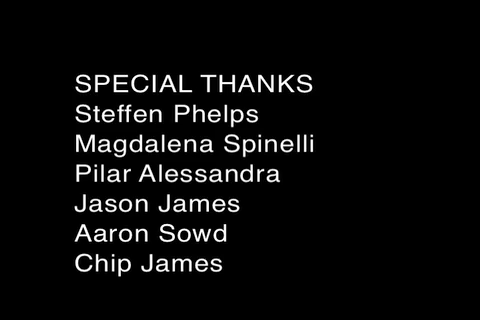 SPECIAL THANKS
Steffen Phelps
Magdalena Spinelli
Pilar Alessandra
Jason James
Aaron Sowd
Chip James